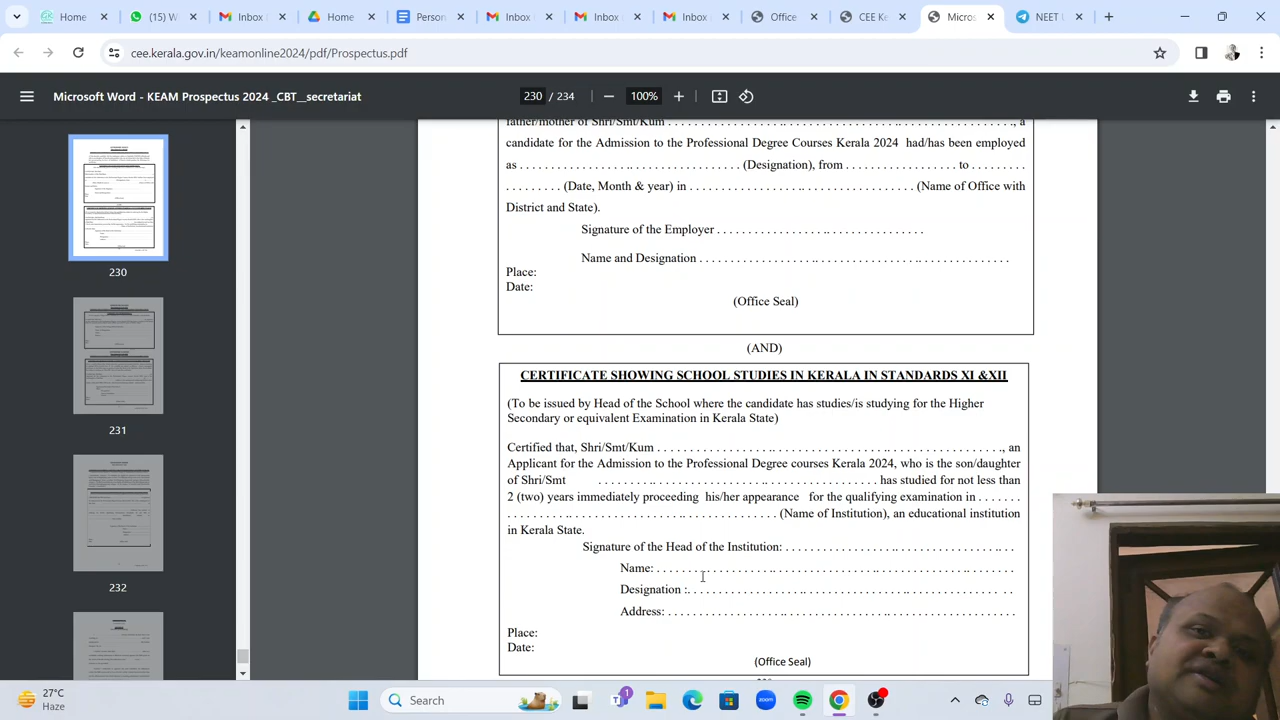 Home
(15) W
Inbox
Home
Person
Inbox
Inbox
Inbox
Office
CEE Ke
Micros
NEET U
cee.kerala.gov.in/keamonline2024/pdf/Prospectus.pdf
Microsoft Word - KEAM Prospectus 2024 _CBT__secretariat
230 / 234
100%
230
231
232
father/mother of Shri/Smt/Kum . . . . . . . . . . . . . . . . . . . . . . . . . . . . . . . . . . . . . . . . . . . . . . ., a
candidate for the Admission to the Professional Degree Courses Kerala 2024 had/has been employed
as . . . . . . . . . . . . . . . . . . . . . . . . . . . . (Designation, from. . . . . . . . . . . . . . . . to . . . . . . . .
. . . . . . . (Date, Month & year) in . . . . . . . . . . . . . . . . . . . . . . . . . . . . (Name of Office with
District and State).
Signature of the Employer . . . . . . . . . . . . . . .. . . . . . . . . . . . .
Name and Designation . . . . . . . . . . . . . . .. . . . . . . . . . . . . .. . . . . . . . . . . .
Place:
Date:
(Office Seal)
(AND)
CERTIFICATE SHOWING SCHOOL STUDIES IN KERALA IN STANDARDS XI &XII
(To be issued by Head of the School where the candidate has studies/is studying for the Higher
Secondary or equivalent Examination in Kerala State)
Certified that, Shri/Smt/Kum . . . . . . . . . . . . . . .. . . . . . . . . . . . . .. . . . . . . . . . . . . . . ., an
Applicant for the Admission to the Professional Degree courses Kerala 2024, who is the son/daughter
of Shri/Smt . . . . . . . . . . . . . . .. . . . . . . . . . . . . .. . . . . . has studied for not less than
2 (two) years immediately proceeding his/her appearance for the qualifying examination in . . . . . .
. . . . . . . . . . . . . . .. . . . . . . . . . . . . . . . . . . . (Name of Institution), an educational institution
in Kerala State.
Signature of the Head of the Institution: . . . . . . . . . . . . . .. . . . . . . . . . . . . .. . .
Name: . . . . . . . . . . . . . . .. . . . . . . . . . . . . .. . . . . . . . . . . . .. . . . . . .
Designation :. . . . . . . . . . . . . . .. . . . . . . . . . . . . .. . . . . . . . . . . . . .
Address: . . . . . . . . . . . . . . .. . . . . . . . . . . . . .. . . . . . . . . . . . . .. . . .
Place:
Date:
(Office Seal)
27°C
Haze
Search